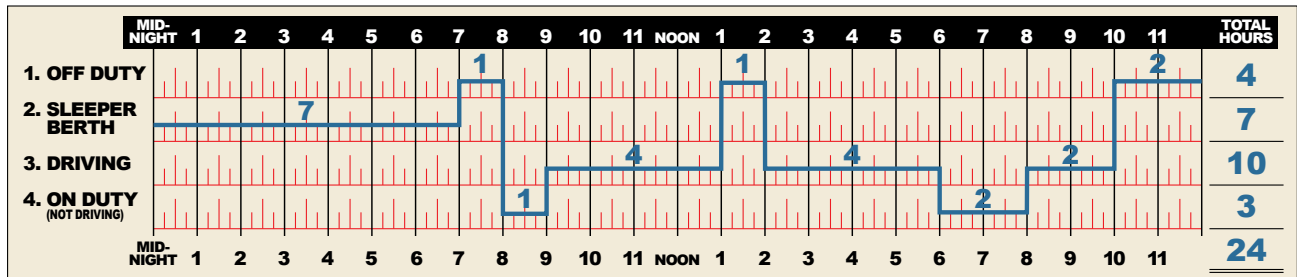 MID-NIGHT 1 2 3 4 5 6 7 8 9 10 11 NOON 1 2 3 4 5 6 7 8 9 10 11 TOTAL HOURS
1. OFF DUTY 1 1 2 4
2. SLEEPER BERTH 7 7
3. DRIVING 4 4 2 10
4. ON DUTY (NOT DRIVING) 1 2 3
MID-NIGHT 1 2 3 4 5 6 7 8 9 10 11 NOON 1 2 3 4 5 6 7 8 9 10 11 24